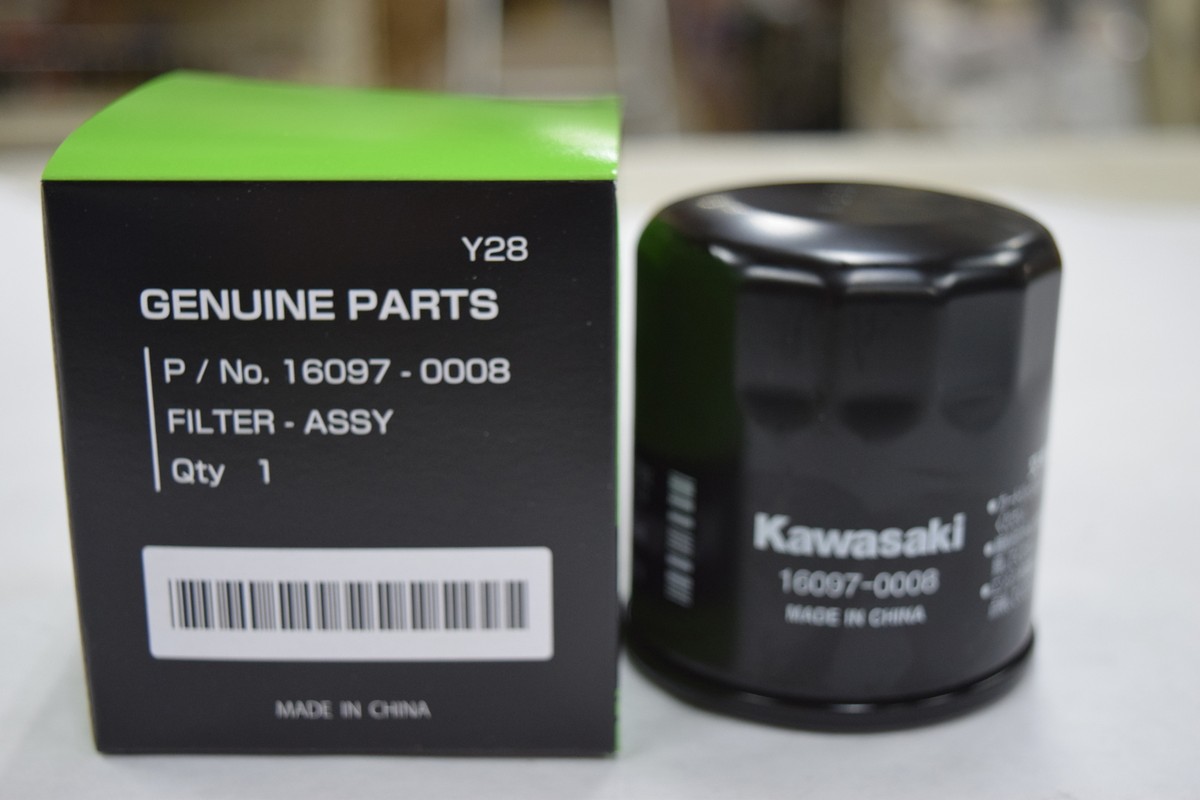 Y28
GENUINE PARTS
P / No. 16097 - 0008
FILTER - ASSY
Qty 1
MADE IN CHINA
Kawasaki
16097-0008
MADE IN CHINA